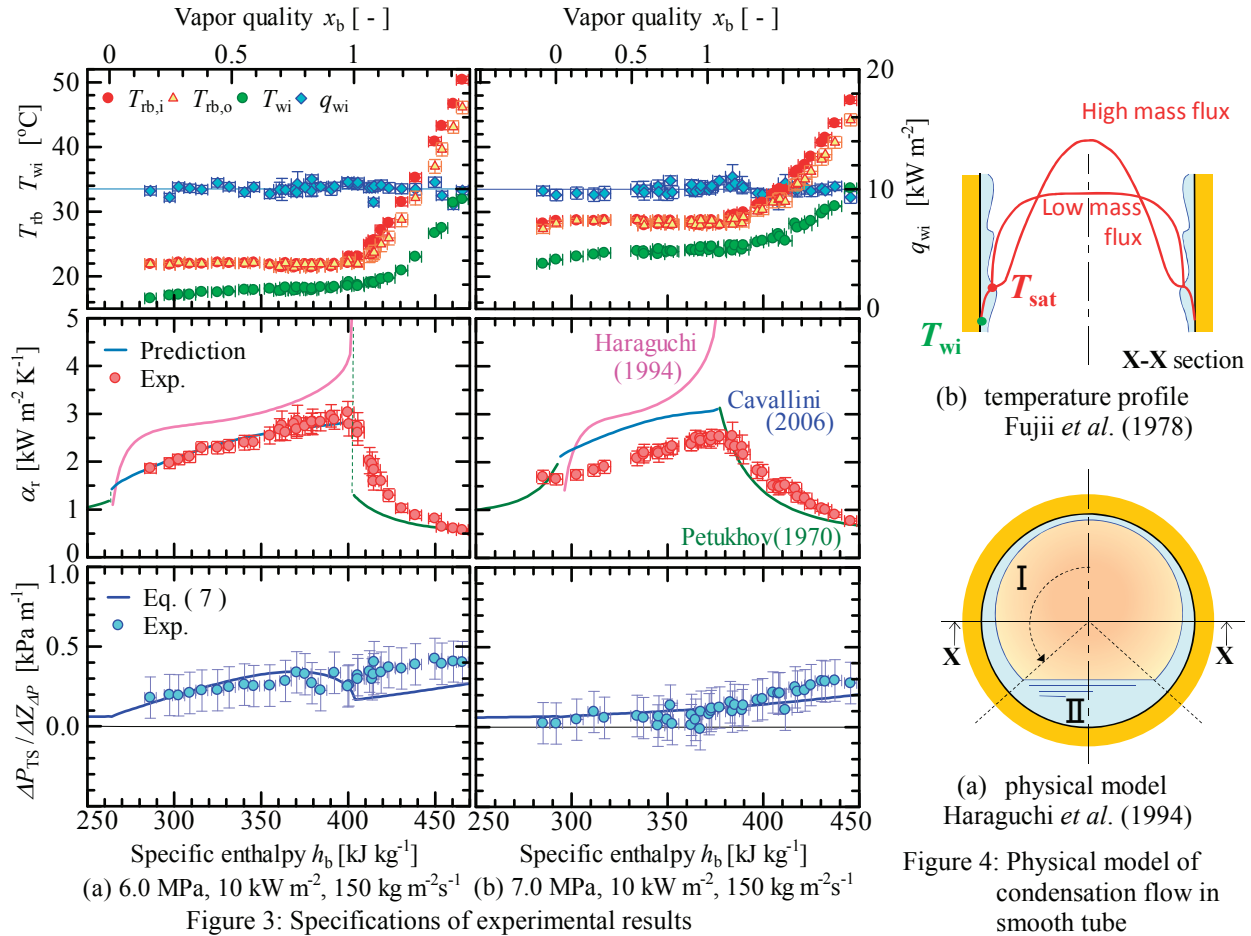 Vapor quality x_b [ - ]
Vapor quality x_b [ - ]
0 0.5 1
0 0.5 1
T_rb T_wi [°C]
50
40
30
20
T_rb,i T_rb,o T_wi q_wi
20
10
0
q_wi [kW m⁻²]
α_r [kW m⁻² K⁻¹]
5
4
3
2
1
0
Prediction
Exp.
Haraguchi
(1994)
Cavallini
(2006)
Petukhov(1970)
ΔP_TS / ΔZ_ΔP [kPa m⁻¹]
1.0
0.5
0.0
Eq. ( 7 )
Exp.
250 300 350 400 450
250 300 350 400 450
Specific enthalpy h_b [kJ kg⁻¹]
Specific enthalpy h_b [kJ kg⁻¹]
(a) 6.0 MPa, 10 kW m⁻², 150 kg m⁻²s⁻¹
(b) 7.0 MPa, 10 kW m⁻², 150 kg m⁻²s⁻¹
Figure 3: Specifications of experimental results
High mass flux
Low mass
flux
T_sat
T_wi
X-X section
(b) temperature profile
Fujii et al. (1978)
I
II
X
X
(a) physical model
Haraguchi et al. (1994)
Figure 4: Physical model of
condensation flow in
smooth tube